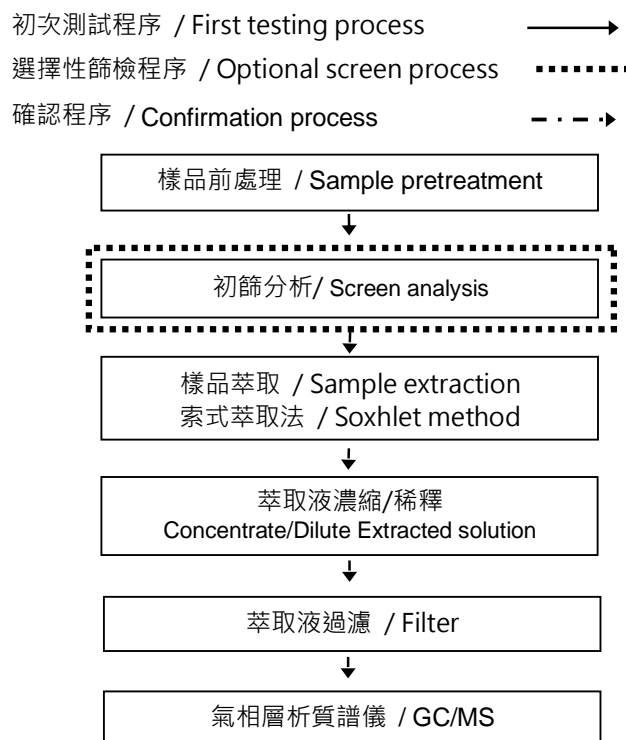 初次測試程序 / First testing process
選擇性篩檢程序 / Optional screen process
確認程序 / Confirmation process
樣品前處理 / Sample pretreatment
初篩分析/ Screen analysis
樣品萃取 / Sample extraction
索式萃取法 / Soxhlet method
萃取液濃縮/稀釋
Concentrate/Dilute Extracted solution
萃取液過濾 / Filter
氣相層析質譜儀 / GC/MS